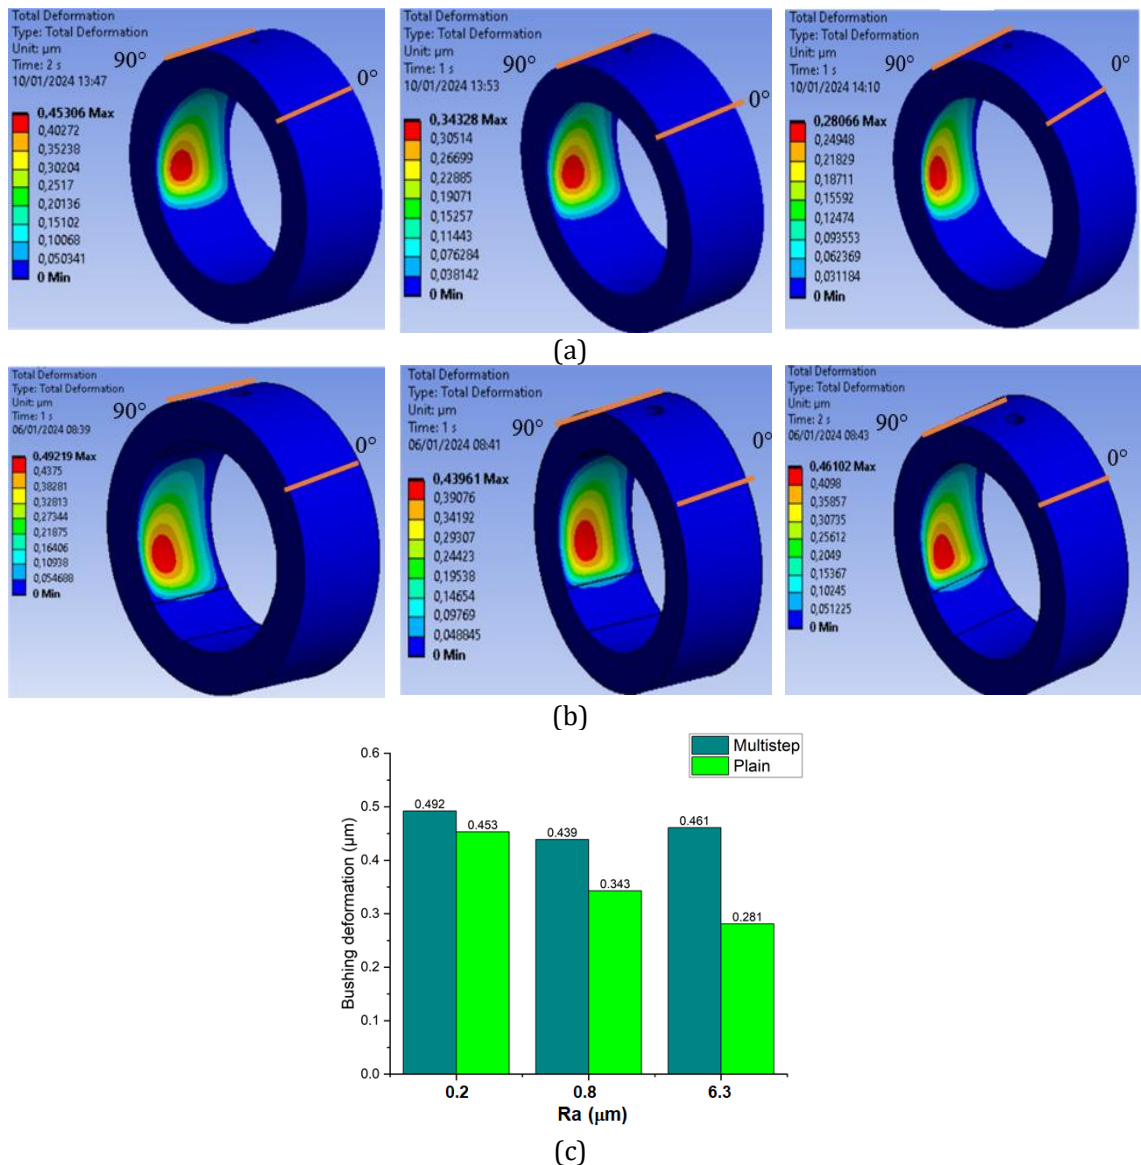 Total Deformation
Type: Total Deformation
Unit: µm
Time: 2 s
10/01/2024 13:47
90°
0°
0.45306 Max
0,40272
0,35238
0,30204
0,2517
0,20136
0,15102
0,10068
0,050341
0 Min
Total Deformation
Type: Total Deformation
Unit: µm
Time: 1 s
10/01/2024 13:53
90°
0°
0.34328 Max
0,30514
0,26699
0,22885
0,19071
0,15257
0,11443
0,076284
0,038142
0 Min
Total Deformation
Type: Total Deformation
Unit: µm
Time: 1 s
10/01/2024 14:10
90°
0°
0.28066 Max
0,24948
0,21829
0,18711
0,15592
0,12474
0,093553
0,062369
0,031184
0 Min
(a)
Total Deformation
Type: Total Deformation
Unit: µm
Time: 1 s
06/01/2024 08:39
90°
0°
0.49219 Max
0,4375
0,38281
0,32813
0,27344
0,21875
0,16406
0,10938
0,054688
0 Min
Total Deformation
Type: Total Deformation
Unit: µm
Time: 1 s
06/01/2024 08:41
90°
0°
0.43961 Max
0,39076
0,34192
0,29307
0,24423
0,19538
0,14654
0,09769
0,048845
0 Min
Total Deformation
Type: Total Deformation
Unit: µm
Time: 2 s
06/01/2024 08:43
90°
0°
0.46102 Max
0,4098
0,35857
0,30735
0,25612
0,2049
0,15367
0,10245
0,051225
0 Min
(b)
Multistep
Plain
Bushing deformation (µm)
0.6
0.5
0.4
0.3
0.2
0.1
0.0
0.492
0.453
0.439
0.343
0.461
0.281
0.2
0.8
6.3
Ra (µm)
(c)